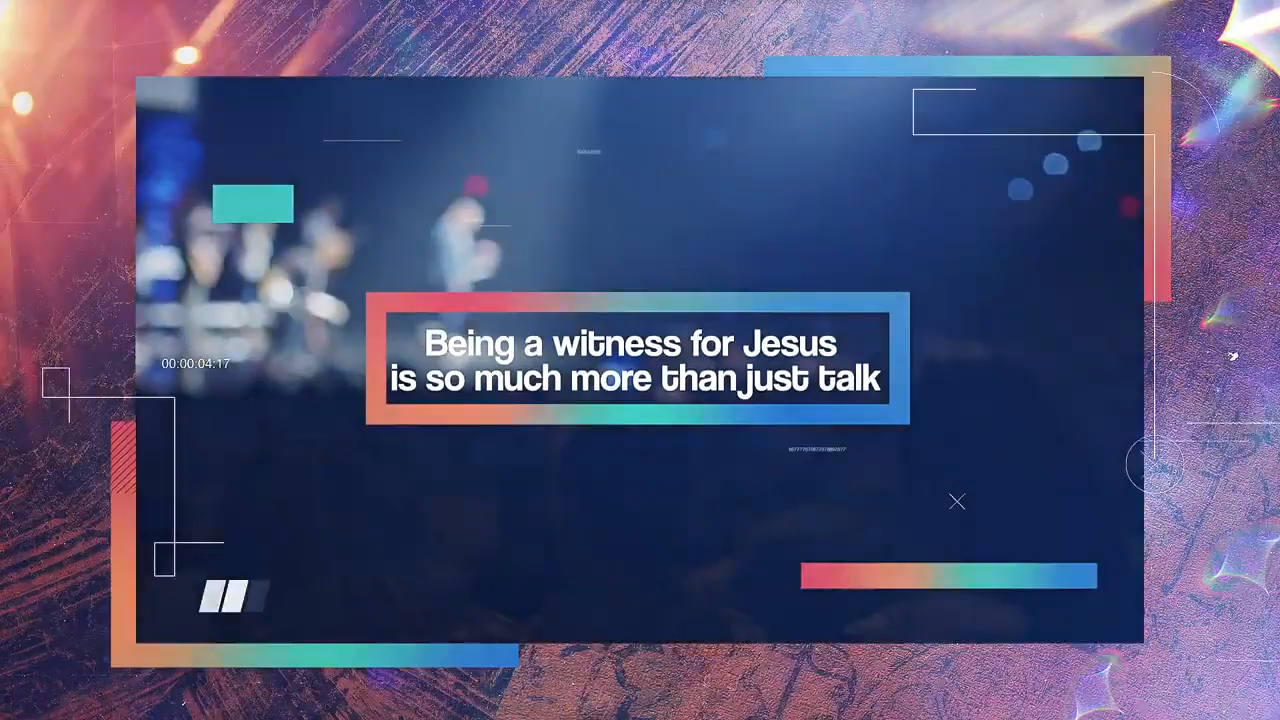 Being a witness for Jesus
is so much more than just talk
00:00:04:17